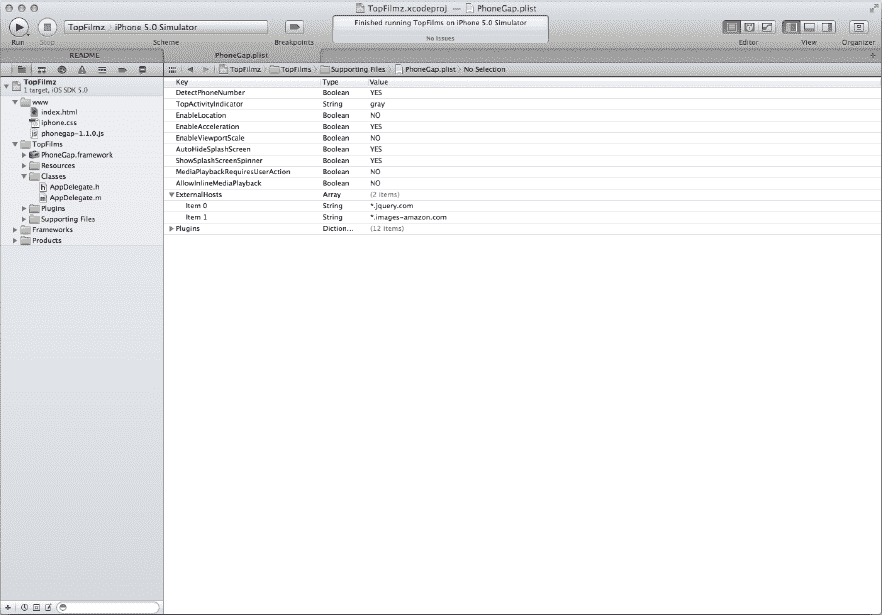 TopFilmz.xcodeproj — PhoneGap.plist
TopFilmz iPhone 5.0 Simulator
Finished running TopFilms on iPhone 5.0 Simulator
No Issues
Run Stop Scheme Breakpoints Editor View Organizer
README PhoneGap.plist
TopFilmz TopFilms Supporting Files PhoneGap.plist No Selection
TopFilmz
1 target, iOS SDK 5.0
www
index.html
iphone.css
phonegap-1.1.0.js
TopFilms
PhoneGap.framework
Resources
Classes
AppDelegate.h
AppDelegate.m
Plugins
Supporting Files
Frameworks
Products
Key Type Value
DetectPhoneNumber Boolean YES
TopActivityIndicator String gray
EnableLocation Boolean NO
EnableAcceleration Boolean YES
EnableViewportScale Boolean NO
AutoHideSplashScreen Boolean YES
ShowSplashScreenSpinner Boolean YES
MediaPlaybackRequiresUserAction Boolean NO
AllowInlineMediaPlayback Boolean NO
ExternalHosts Array (2 items)
Item 0 String *.jquery.com
Item 1 String *.images-amazon.com
Plugins Diction... (12 items)